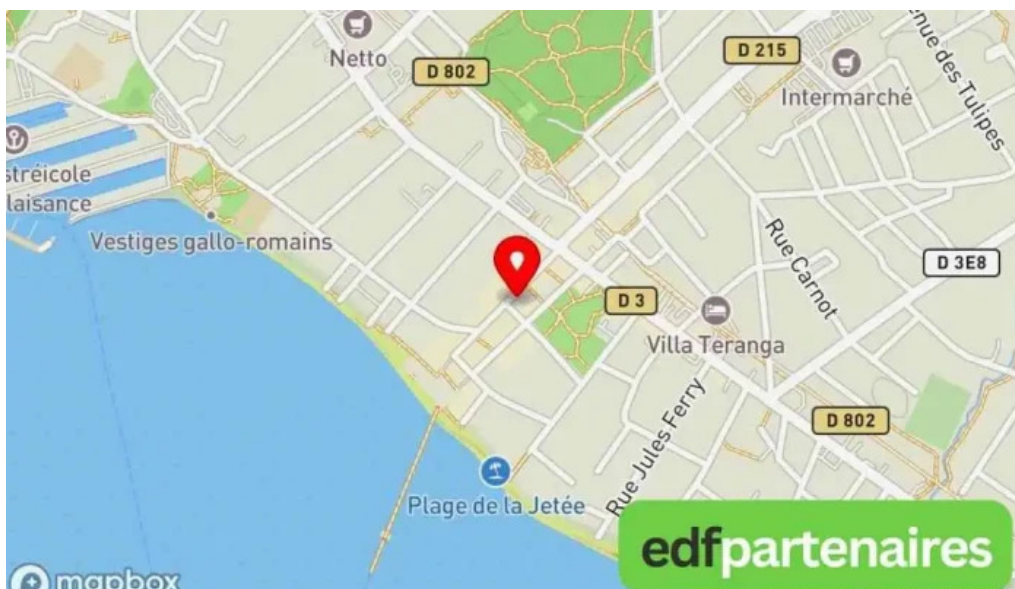 Netto
D 802
D 215
Intermarché
enue des Tulipes
stréicole
laisance
Vestiges gallo-romains
Rue Carnot
D 3E8
D 3
Villa Teranga
Rue Jules Ferry
D 802
Plage de la Jetée
edfpartenaires
mapbox